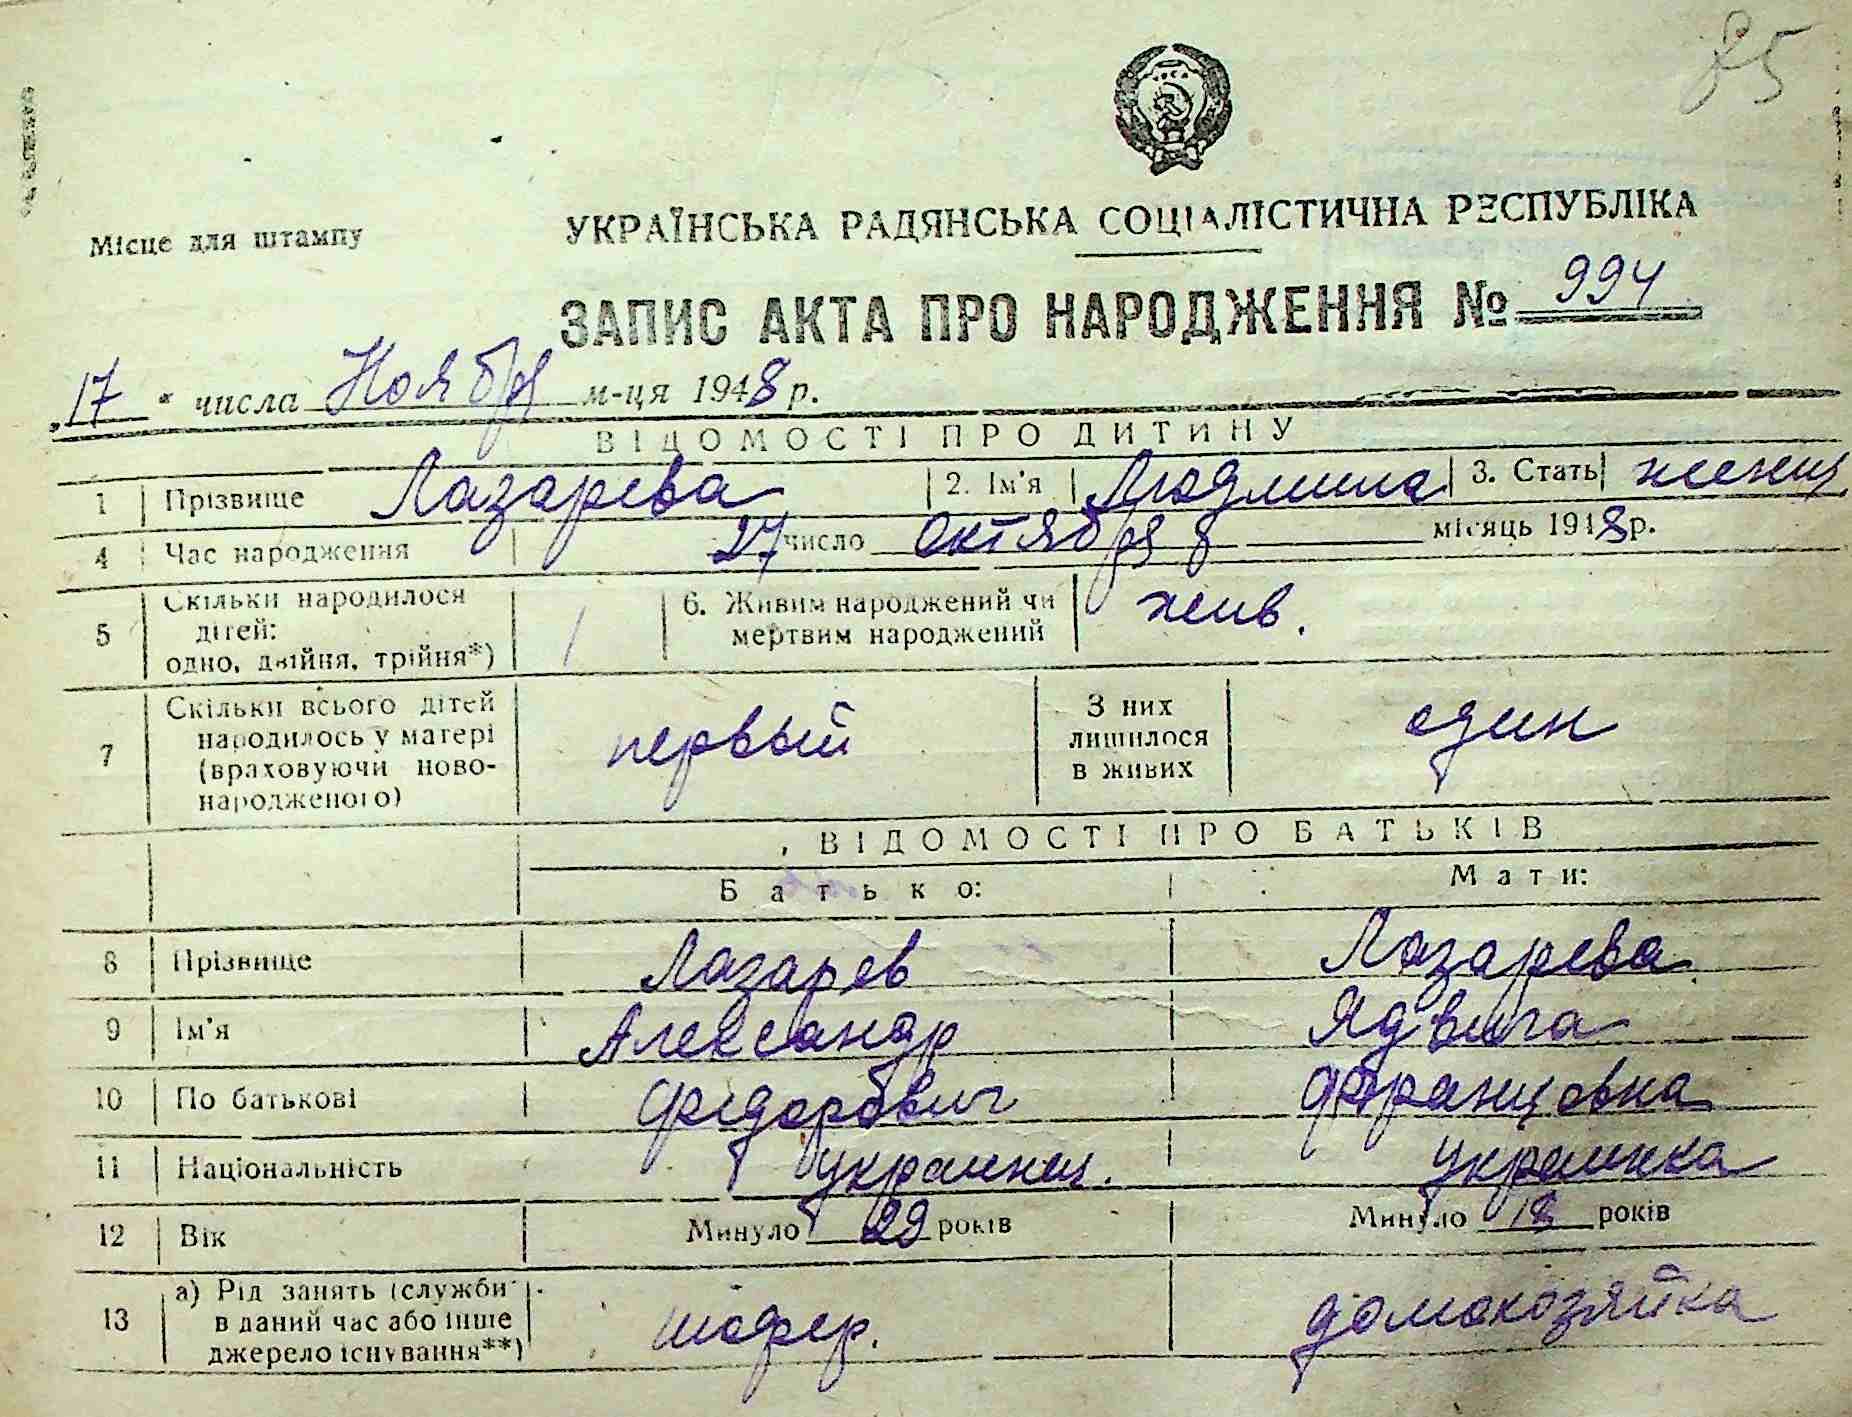 85
Місце для штампу
УКРАЇНСЬКА РАДЯНСЬКА СОЦІАЛІСТИЧНА РЕСПУБЛІКА
ЗАПИС АКТА ПРО НАРОДЖЕННЯ № 994
„17 " числа Ноября м-ця 1948 р.
ВІДОМОСТІ ПРО ДИТИНУ
1 Прізвище Лазарева 2. Ім'я Людмила 3. Стать женщ.
4 Час народження 27 число Октября місяць 1948 р.
5 Скільки народилося дітей: одно, двійня, трійня*) 1 6. Живим народжений чи мертвим народжений жив.
7 Скільки всього дітей народилось у матері (враховуючи ново-народженого) первый З них лишилося в живих один
ВІДОМОСТІ ПРО БАТЬКІВ
Батько: Мати:
8 Прізвище Лазарев Лазарева
9 Ім'я Александр Ядвига
10 По батькові Федорович Францовна
11 Національність украинец. украинка
12 Вік Минуло 29 років Минуло 18 років
13 а) Рід занять (служби в даний час або інше джерело існування**) шофер. домохозяйка